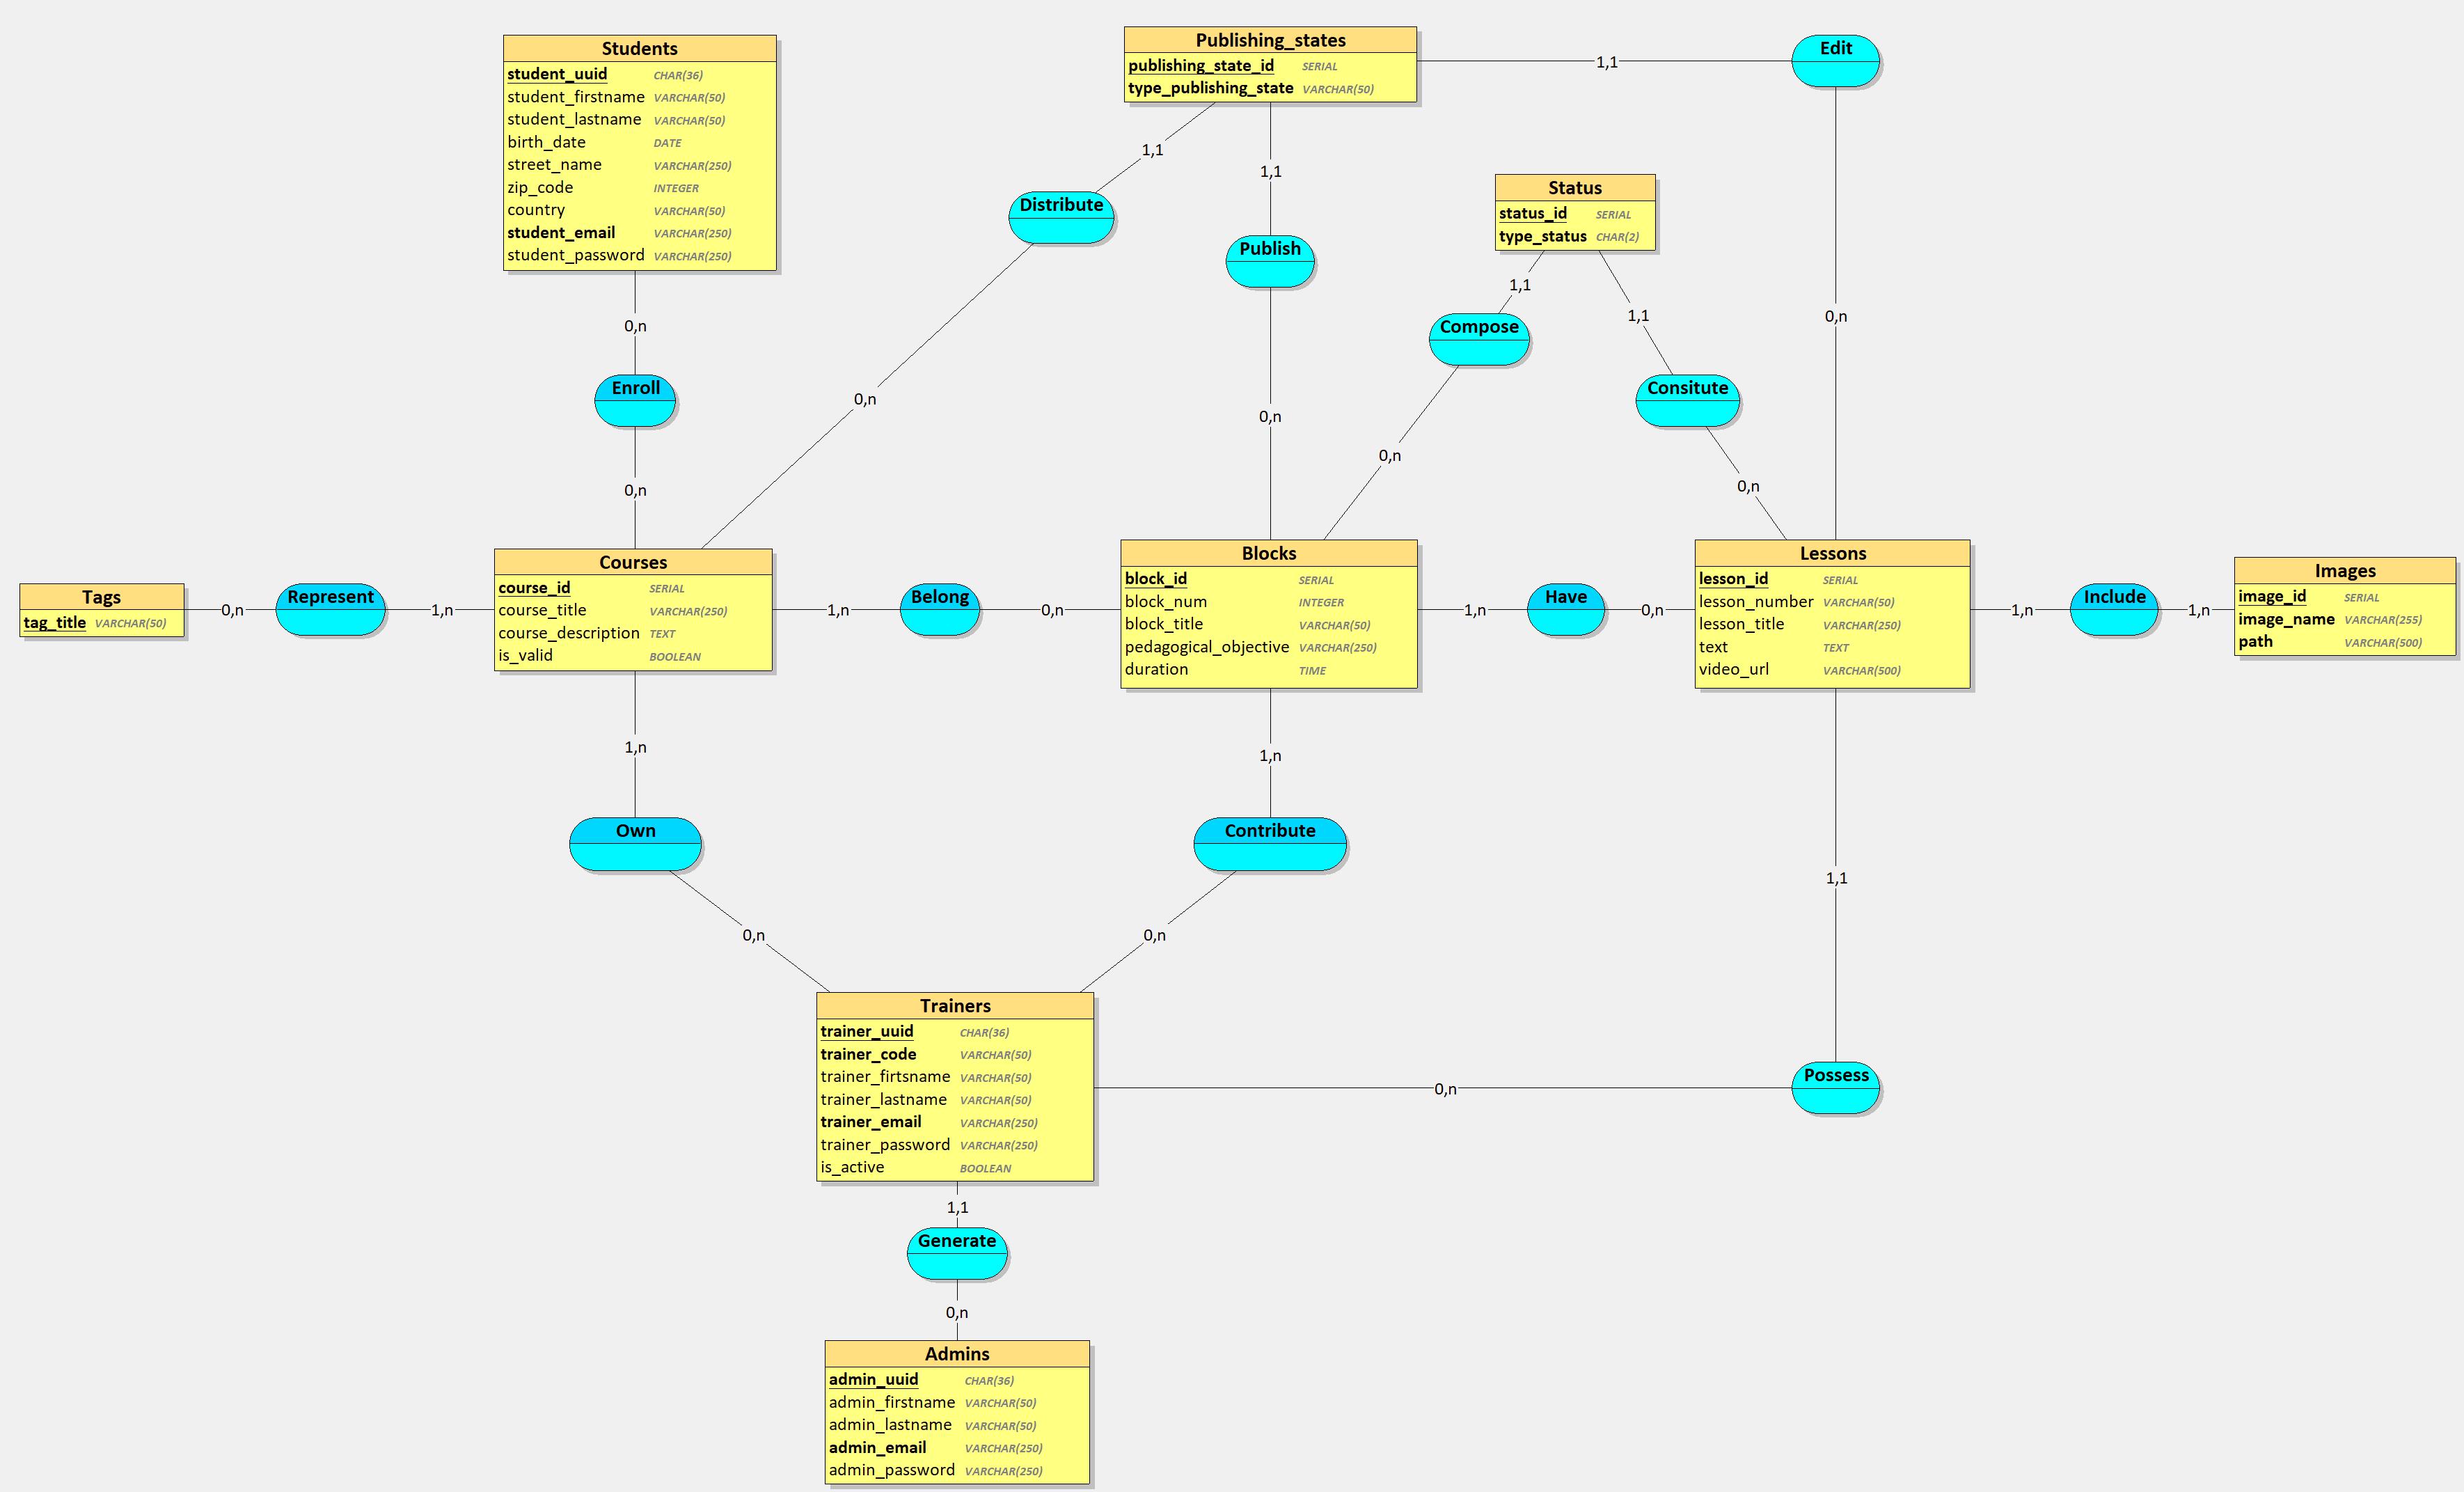 Students
student_uuid CHAR(36)
student_firstname VARCHAR(50)
student_lastname VARCHAR(50)
birth_date DATE
street_name VARCHAR(250)
zip_code INTEGER
country VARCHAR(50)
student_email VARCHAR(250)
student_password VARCHAR(250)
Publishing_states
publishing_state_id SERIAL
type_publishing_state VARCHAR(50)
1,1
Edit
1,1
Distribute
1,1
Publish
Status
status_id SERIAL
type_status CHAR(2)
1,1
Compose
1,1
Consitute
0,n
0,n
Enroll
0,n
0,n
0,n
0,n
0,n
0,n
Tags
tag_title VARCHAR(50)
0,n
Represent
1,n
Courses
course_id SERIAL
course_title VARCHAR(250)
course_description TEXT
is_valid BOOLEAN
1,n
Belong
0,n
Blocks
block_id SERIAL
block_num INTEGER
block_title VARCHAR(50)
pedagogical_objective VARCHAR(250)
duration TIME
1,n
Have
0,n
Lessons
lesson_id SERIAL
lesson_number VARCHAR(50)
lesson_title VARCHAR(250)
text TEXT
video_url VARCHAR(500)
1,n
Include
1,n
Images
image_id SERIAL
image_name VARCHAR(255)
path VARCHAR(500)
1,n
Own
0,n
1,n
Contribute
0,n
1,1
Possess
0,n
Trainers
trainer_uuid CHAR(36)
trainer_code VARCHAR(50)
trainer_firtsname VARCHAR(50)
trainer_lastname VARCHAR(50)
trainer_email VARCHAR(250)
trainer_password VARCHAR(250)
is_active BOOLEAN
1,1
Generate
0,n
Admins
admin_uuid CHAR(36)
admin_firstname VARCHAR(50)
admin_lastname VARCHAR(50)
admin_email VARCHAR(250)
admin_password VARCHAR(250)